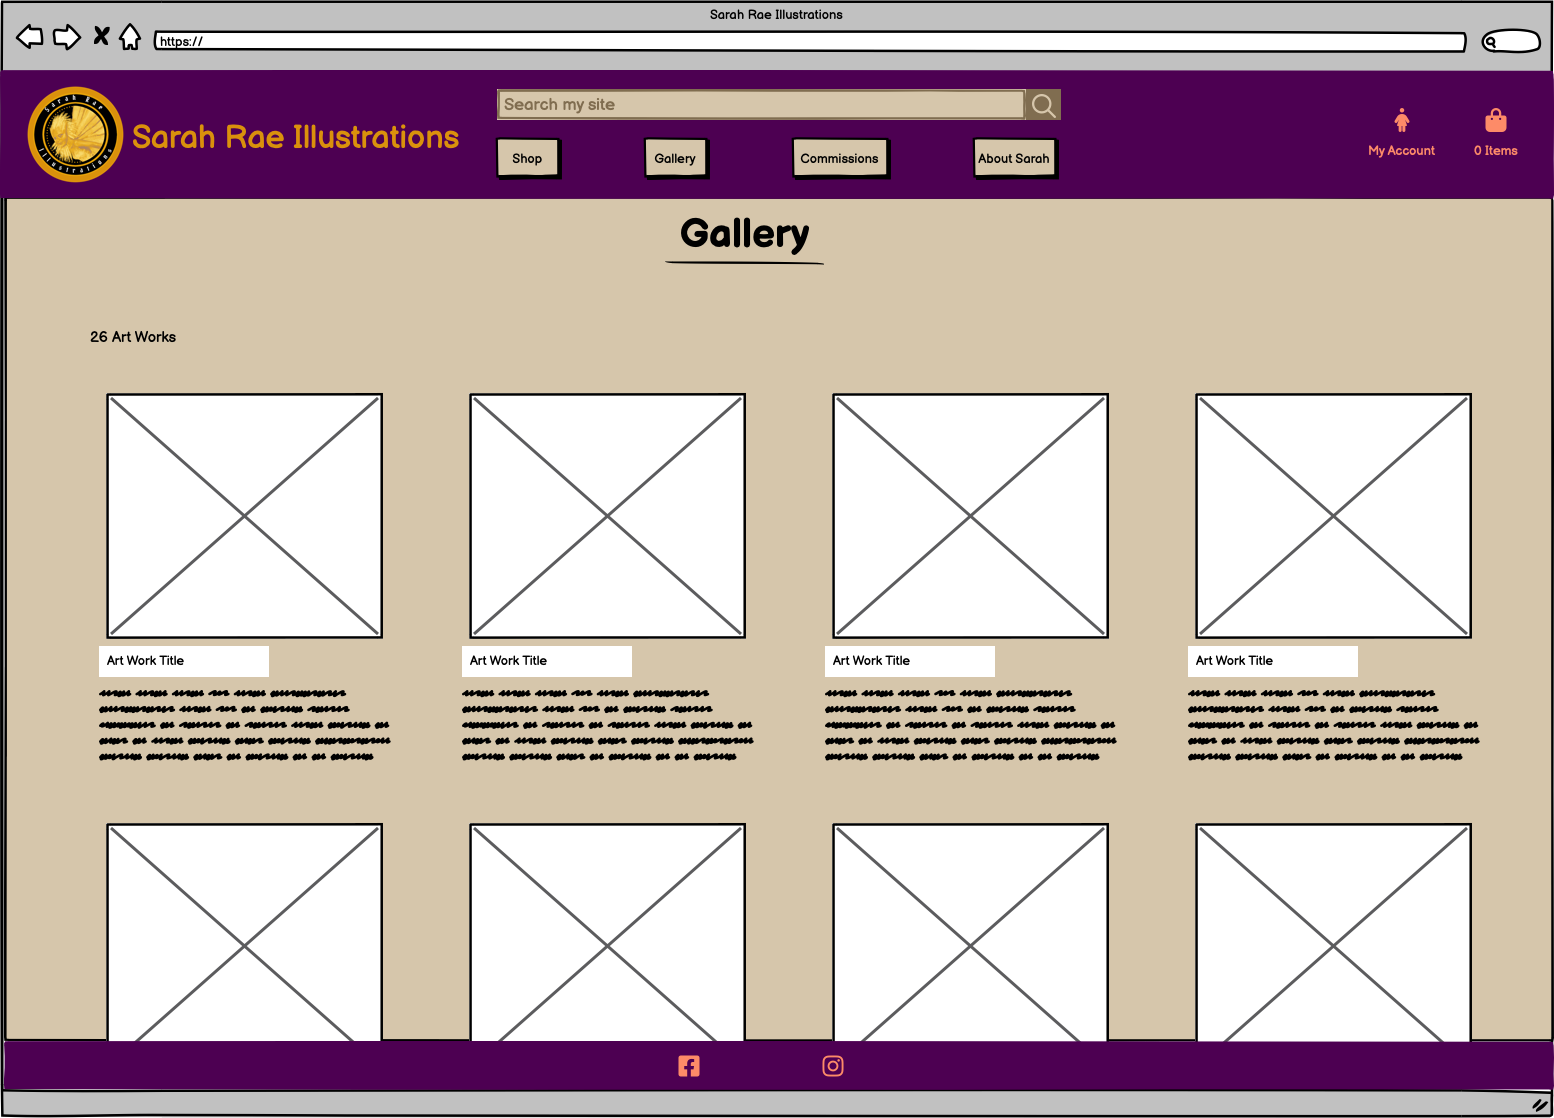 Sarah Rae Illustrations
https://
Sarah Rae
Illustrations
Sarah Rae Illustrations
Search my site
Shop
Gallery
Commissions
About Sarah
My Account
0 Items
Gallery
26 Art Works
Art Work Title
Art Work Title
Art Work Title
Art Work Title